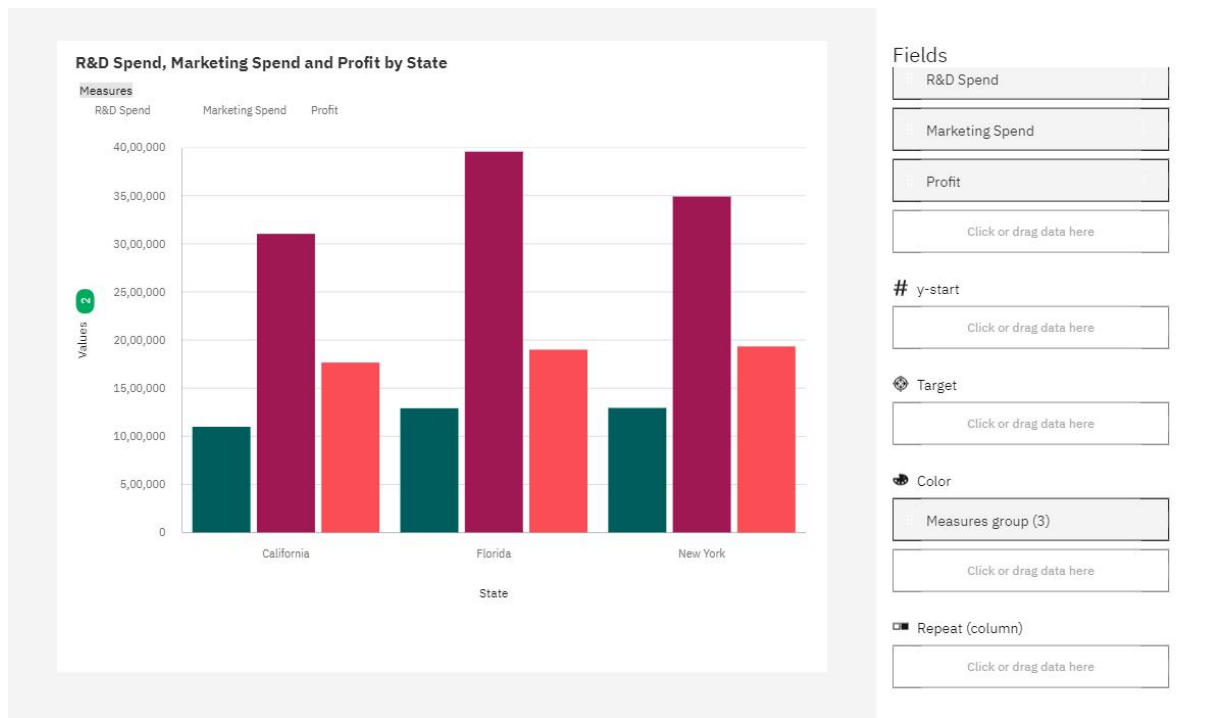 R&D Spend, Marketing Spend and Profit by State
Measures
R&D Spend Marketing Spend Profit
40,00,000
35,00,000
30,00,000
25,00,000
20,00,000
15,00,000
10,00,000
5,00,000
0
Values 2
California Florida New York
State
Fields
R&D Spend
Marketing Spend
Profit
Click or drag data here
# y-start
Click or drag data here
Target
Click or drag data here
Color
Measures group (3)
Click or drag data here
Repeat (column)
Click or drag data here